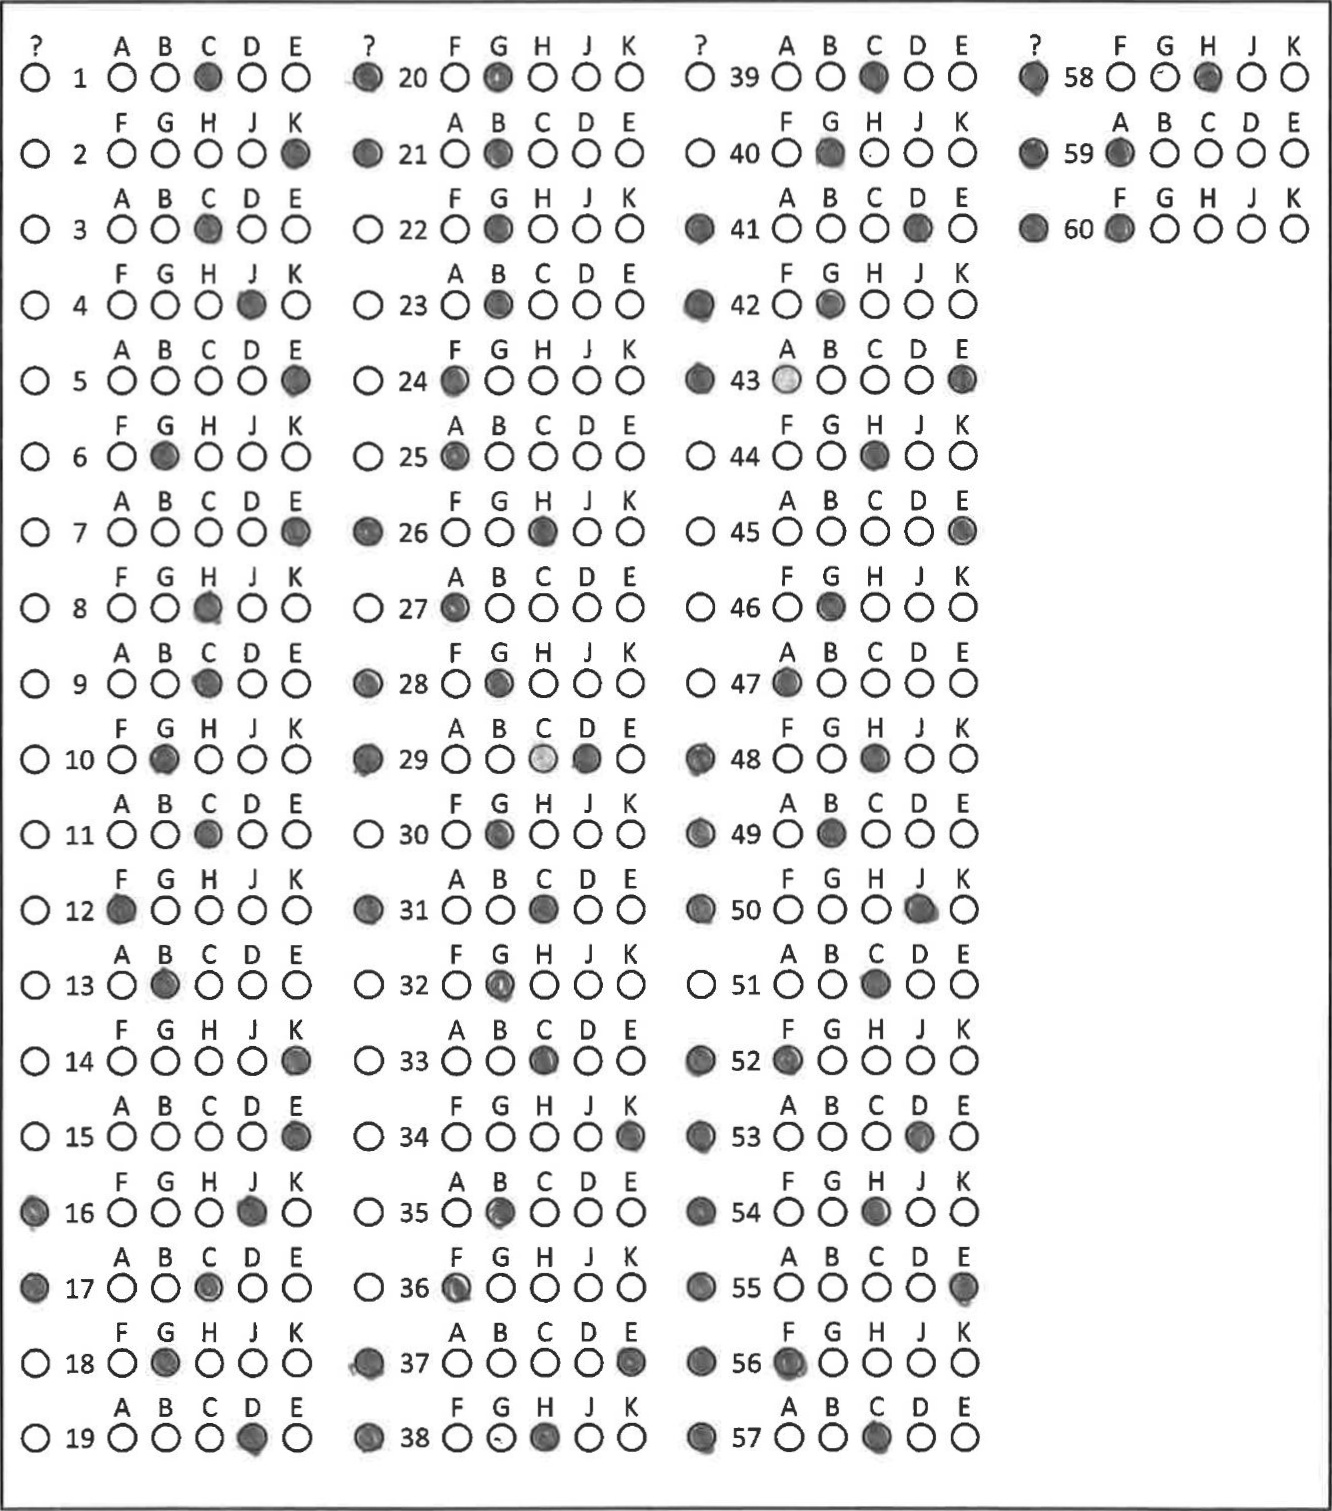 ? A B C D E
1
F G H J K
2
A B C D E
3
F G H J K
4
A B C D E
5
F G H J K
6
A B C D E
7
F G H J K
8
A B C D E
9
F G H J K
10
A B C D E
11
F G H J K
12
A B C D E
13
F G H J K
14
A B C D E
15
F G H J K
16
A B C D E
17
F G H J K
18
A B C D E
19
? F G H J K
20
A B C D E
21
F G H J K
22
A B C D E
23
F G H J K
24
A B C D E
25
F G H J K
26
A B C D E
27
F G H J K
28
A B C D E
29
F G H J K
30
A B C D E
31
F G H J K
32
A B C D E
33
F G H J K
34
A B C D E
35
F G H J K
36
A B C D E
37
F G H J K
38
? A B C D E
39
F G H J K
40
A B C D E
41
F G H J K
42
A B C D E
43
F G H J K
44
A B C D E
45
F G H J K
46
A B C D E
47
F G H J K
48
A B C D E
49
F G H J K
50
A B C D E
51
F G H J K
52
A B C D E
53
F G H J K
54
A B C D E
55
F G H J K
56
A B C D E
57
? F G H J K
58
A B C D E
59
F G H J K
60